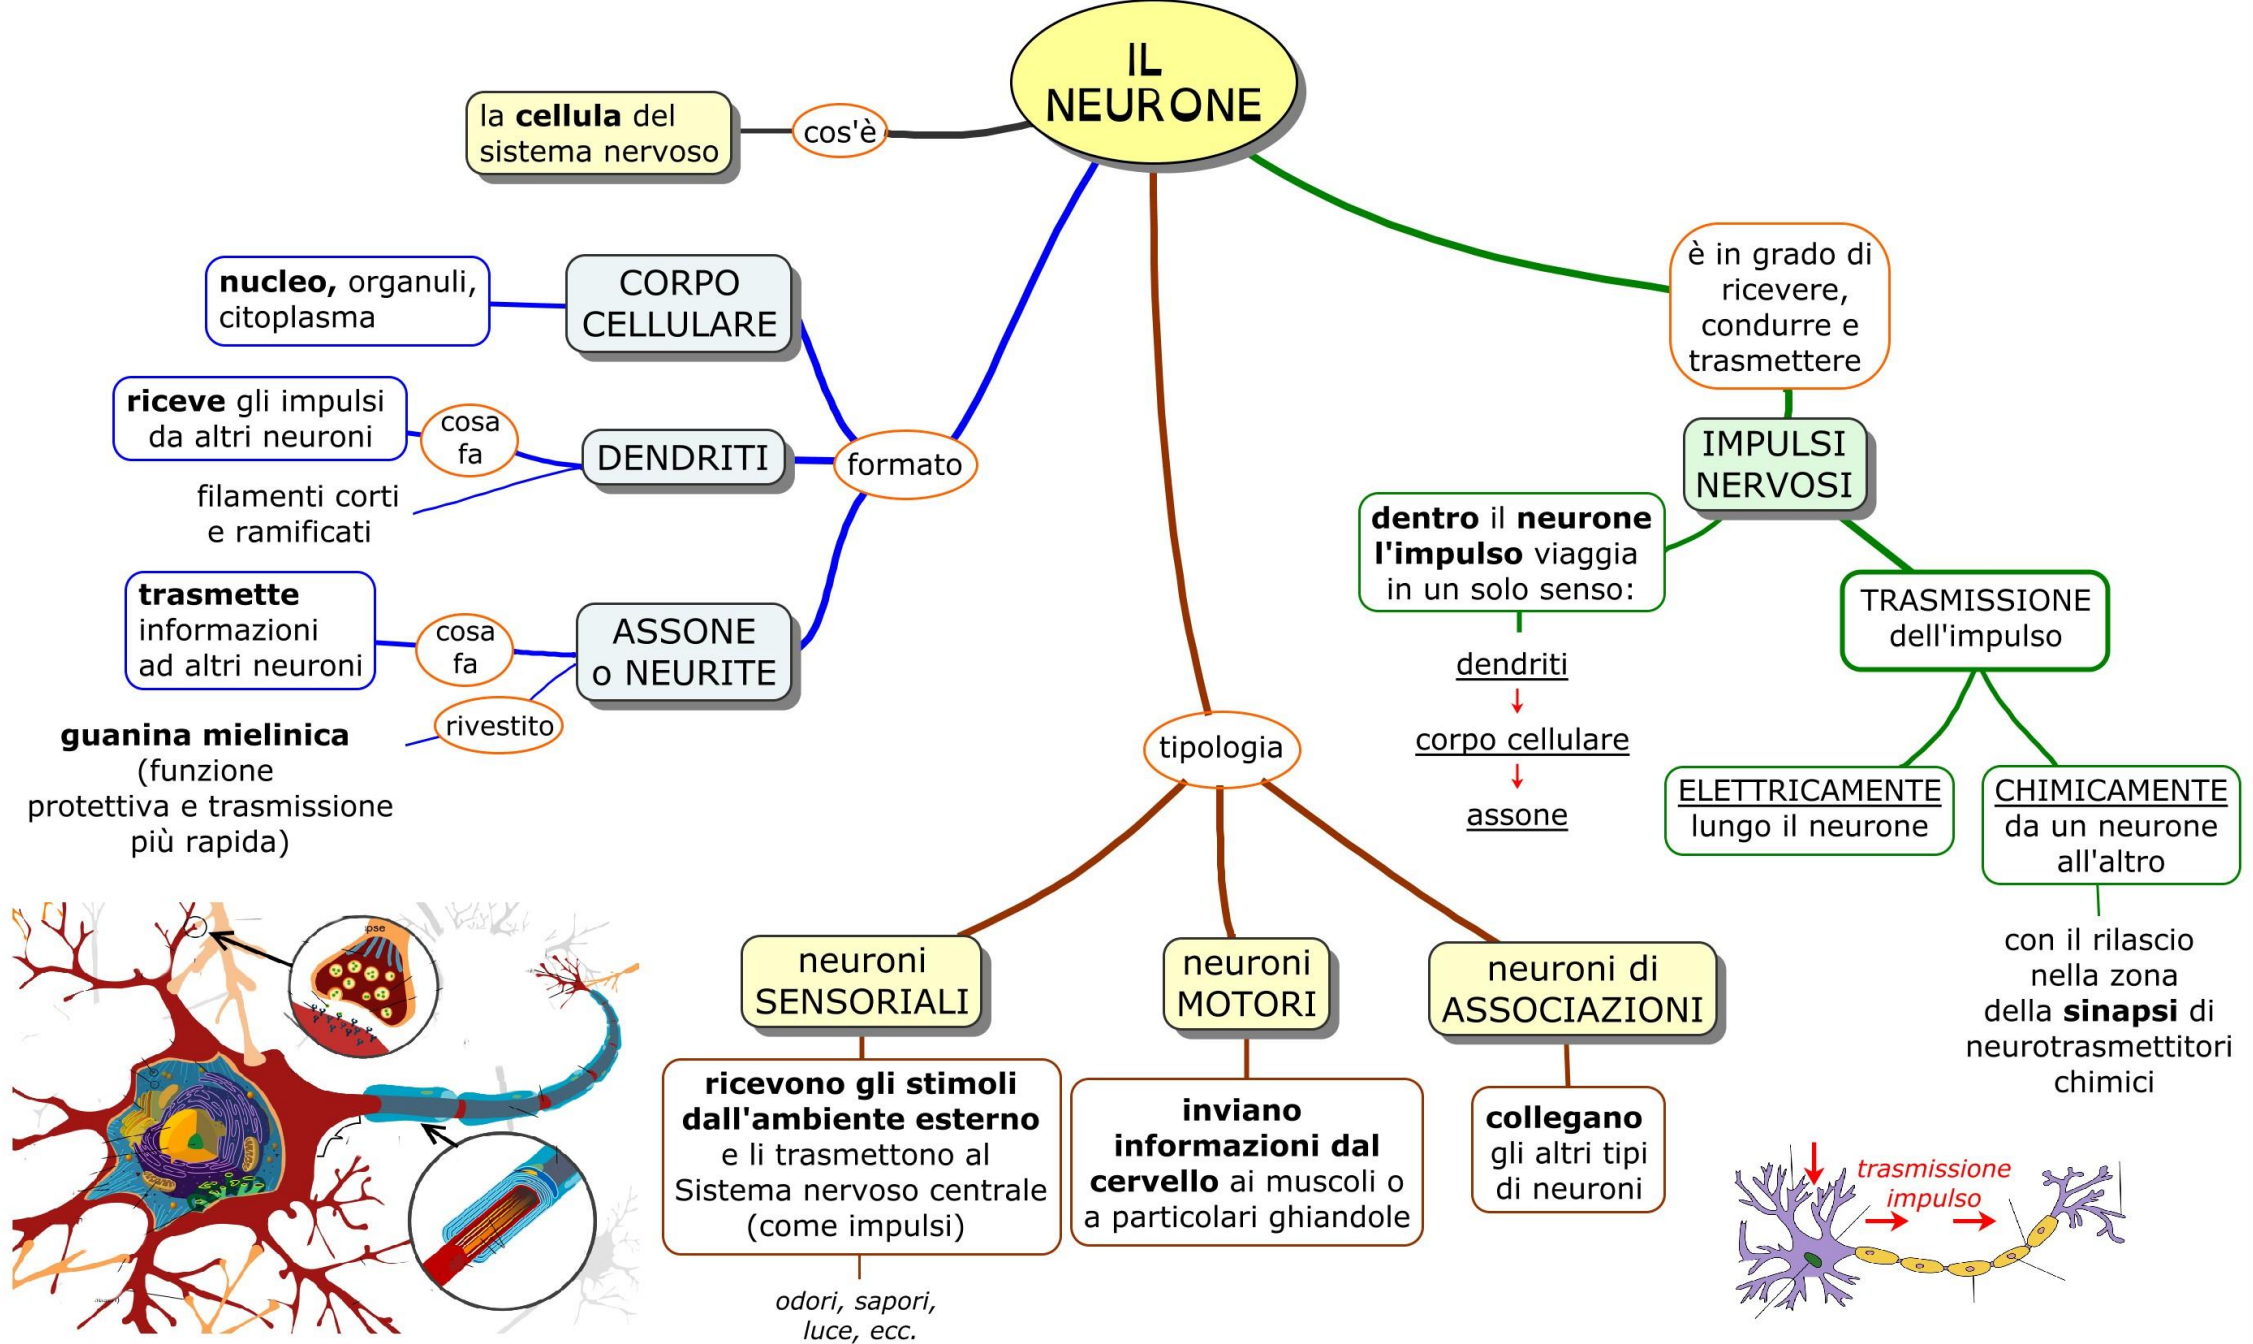 IL
NEURONE
cos'è
la cellula del
sistema nervoso
formato
CORPO
CELLULARE
nucleo, organuli,
citoplasma
DENDRITI
cosa
fa
riceve gli impulsi
da altri neuroni
filamenti corti
e ramificati
ASSONE
o NEURITE
cosa
fa
trasmette
informazioni
ad altri neuroni
rivestito
guanina mielinica
(funzione
protettiva e trasmissione
più rapida)
tipologia
neuroni
SENSORIALI
ricevono gli stimoli
dall'ambiente esterno
e li trasmettono al
Sistema nervoso centrale
(come impulsi)
odori, sapori,
luce, ecc.
neuroni
MOTORI
inviano
informazioni dal
cervello ai muscoli o
a particolari ghiandole
neuroni di
ASSOCIAZIONI
collegano
gli altri tipi
di neuroni
è in grado di
ricevere,
condurre e
trasmettere
IMPULSI
NERVOSI
dentro il neurone
l'impulso viaggia
in un solo senso:
dendriti
corpo cellulare
assone
TRASMISSIONE
dell'impulso
ELETTRICAMENTE
lungo il neurone
CHIMICAMENTE
da un neurone
all'altro
con il rilascio
nella zona
della sinapsi di
neurotrasmettitori
chimici
trasmissione
impulso
pse